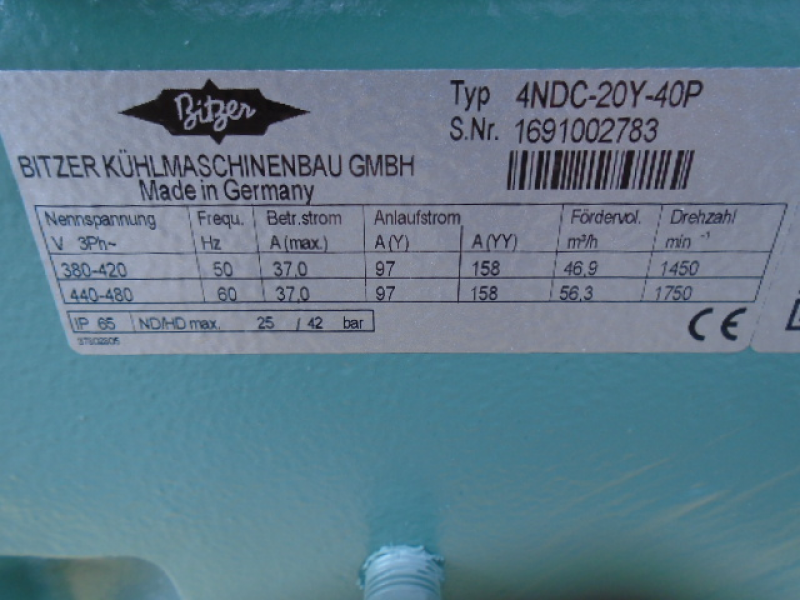 Bitzer
BITZER KÜHLMASCHINENBAU GMBH
Made in Germany
Typ 4NDC-20Y-40P
S.Nr. 1691002783
Nennspannung Frequ. Betr.strom Anlaufstrom Fördervol. Drehzahl
V 3Ph~ Hz A (max.) A (Y) A (YY) m³/h min⁻¹
380-420 50 37,0 97 158 46,9 1450
440-480 60 37,0 97 158 56,3 1750
IP 65 ND/HD max. 25 / 42 bar
CE